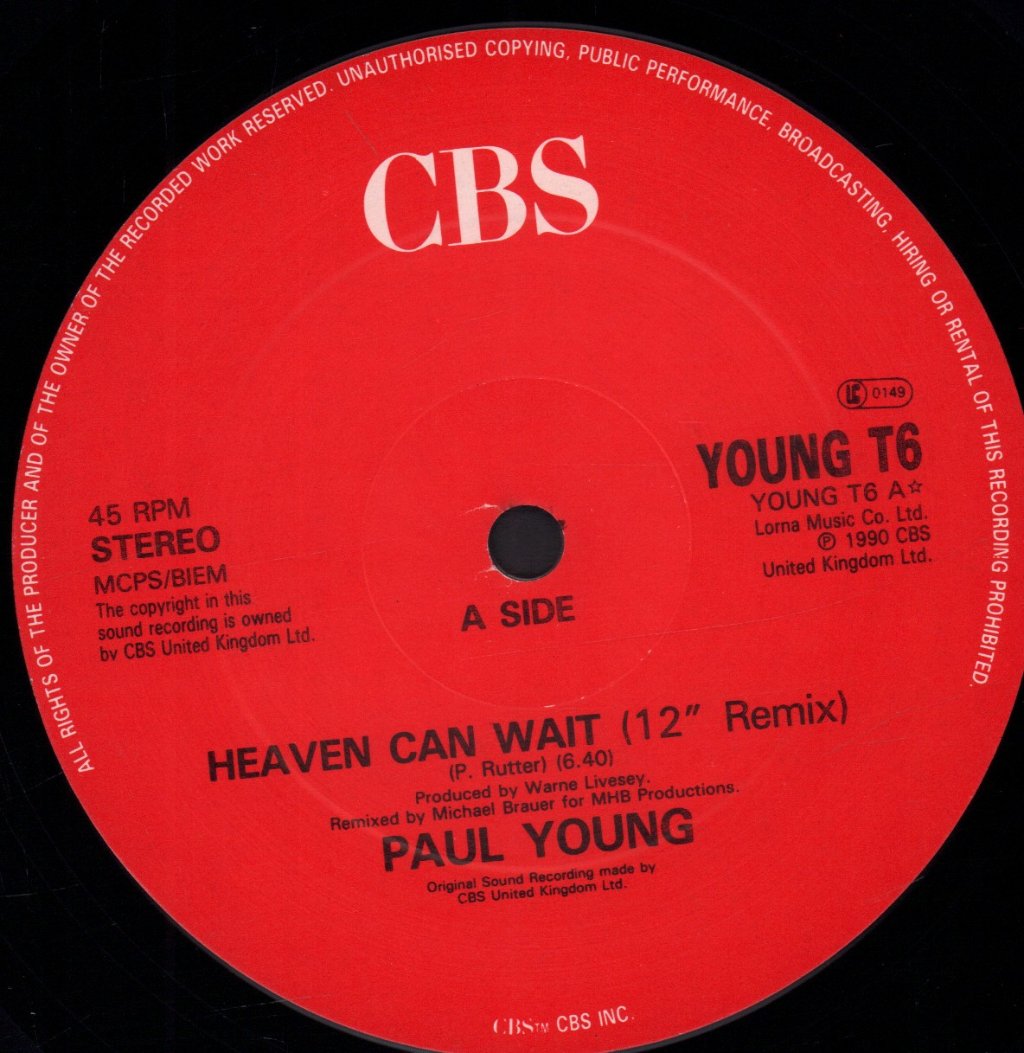 ALL RIGHTS OF THE PRODUCER AND OF THE OWNER OF THE RECORDED WORK RESERVED. UNAUTHORISED COPYING, PUBLIC PERFORMANCE, BROADCASTING, HIRING OR RENTAL OF THIS RECORDING PROHIBITED.
CBS
LC 0149
YOUNG T6
YOUNG T6 A☆
Lorna Music Co. Ltd.
℗ 1990 CBS
United Kingdom Ltd.
45 RPM
STEREO
MCPS/BIEM
The copyright in this
sound recording is owned
by CBS United Kingdom Ltd.
A SIDE
HEAVEN CAN WAIT (12” Remix)
(P. Rutter) (6.40)
Produced by Warne Livesey.
Remixed by Michael Brauer for MHB Productions.
PAUL YOUNG
Original Sound Recording made by
CBS United Kingdom Ltd.
CBS™ CBS INC.